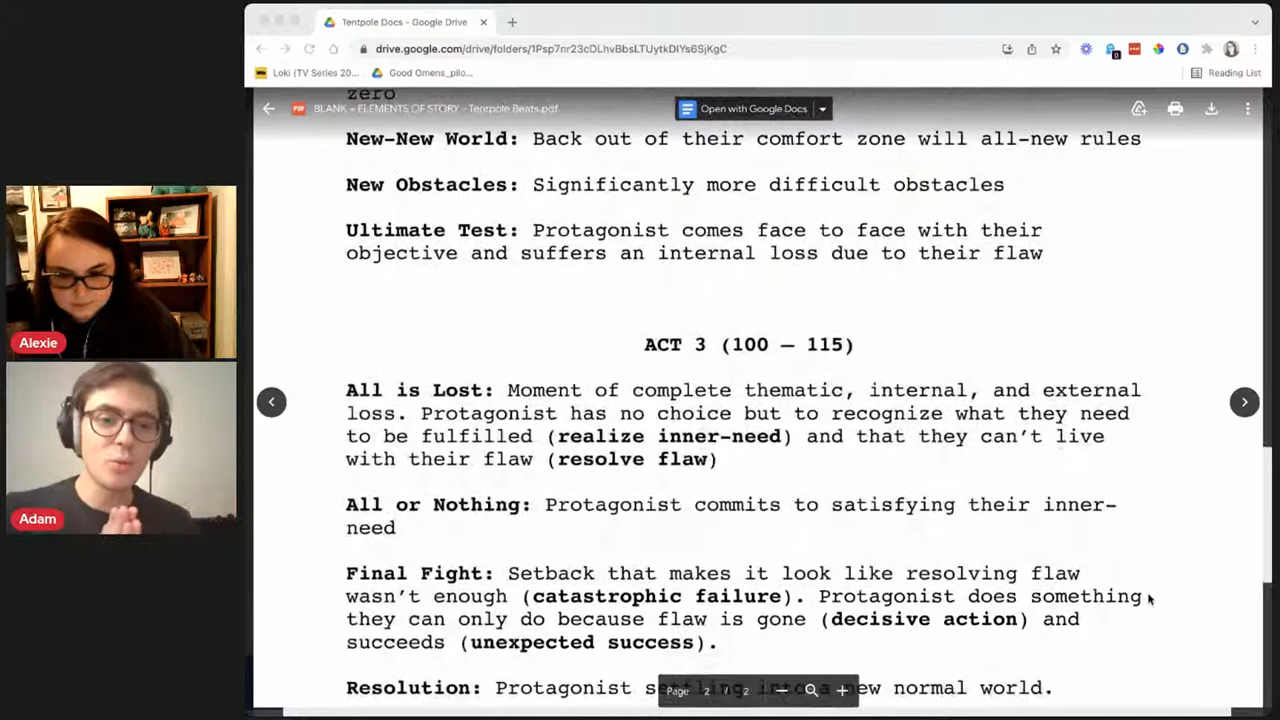 Tentpole Docs - Google Drive
drive.google.com/drive/folders/1Psp7nr23cDLhvBbsLTUytkDlYs6SjKgC
Loki (TV Series 20...
Good Omens_pilo...
Reading List
zero
BLANK - ELEMENTS OF STORY - Tentpole Beats.pdf
Open with Google Docs
New-New World: Back out of their comfort zone will all-new rules
New Obstacles: Significantly more difficult obstacles
Ultimate Test: Protagonist comes face to face with their
objective and suffers an internal loss due to their flaw
ACT 3 (100 – 115)
All is Lost: Moment of complete thematic, internal, and external
loss. Protagonist has no choice but to recognize what they need
to be fulfilled (realize inner-need) and that they can't live
with their flaw (resolve flaw)
All or Nothing: Protagonist commits to satisfying their inner-
need
Final Fight: Setback that makes it look like resolving flaw
wasn't enough (catastrophic failure). Protagonist does something
they can only do because flaw is gone (decisive action) and
succeeds (unexpected success).
Resolution: Protagonist settling into a new normal world.
Page 2 / 2
Alexie
Adam